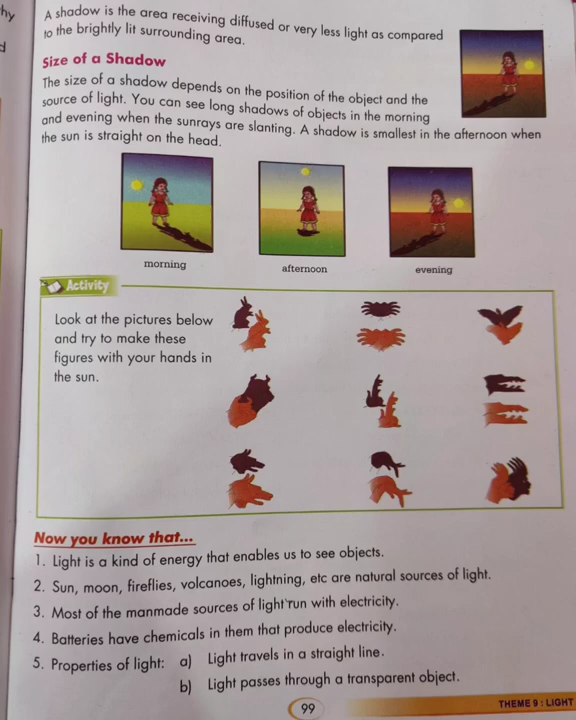 hy
d
A shadow is the area receiving diffused or very less light as compared
to the brightly lit surrounding area.
Size of a Shadow
The size of a shadow depends on the position of the object and the
source of light. You can see long shadows of objects in the morning
and evening when the sunrays are slanting. A shadow is smallest in the afternoon when
the sun is straight on the head.
morning
afternoon
evening
Activity
Look at the pictures below
and try to make these
figures with your hands in
the sun.
Now you know that...
1. Light is a kind of energy that enables us to see objects.
2. Sun, moon, fireflies, volcanoes, lightning, etc are natural sources of light.
3. Most of the manmade sources of light run with electricity.
4. Batteries have chemicals in them that produce electricity.
5. Properties of light: a) Light travels in a straight line.
b) Light passes through a transparent object.
99
THEME 9 : LIGHT